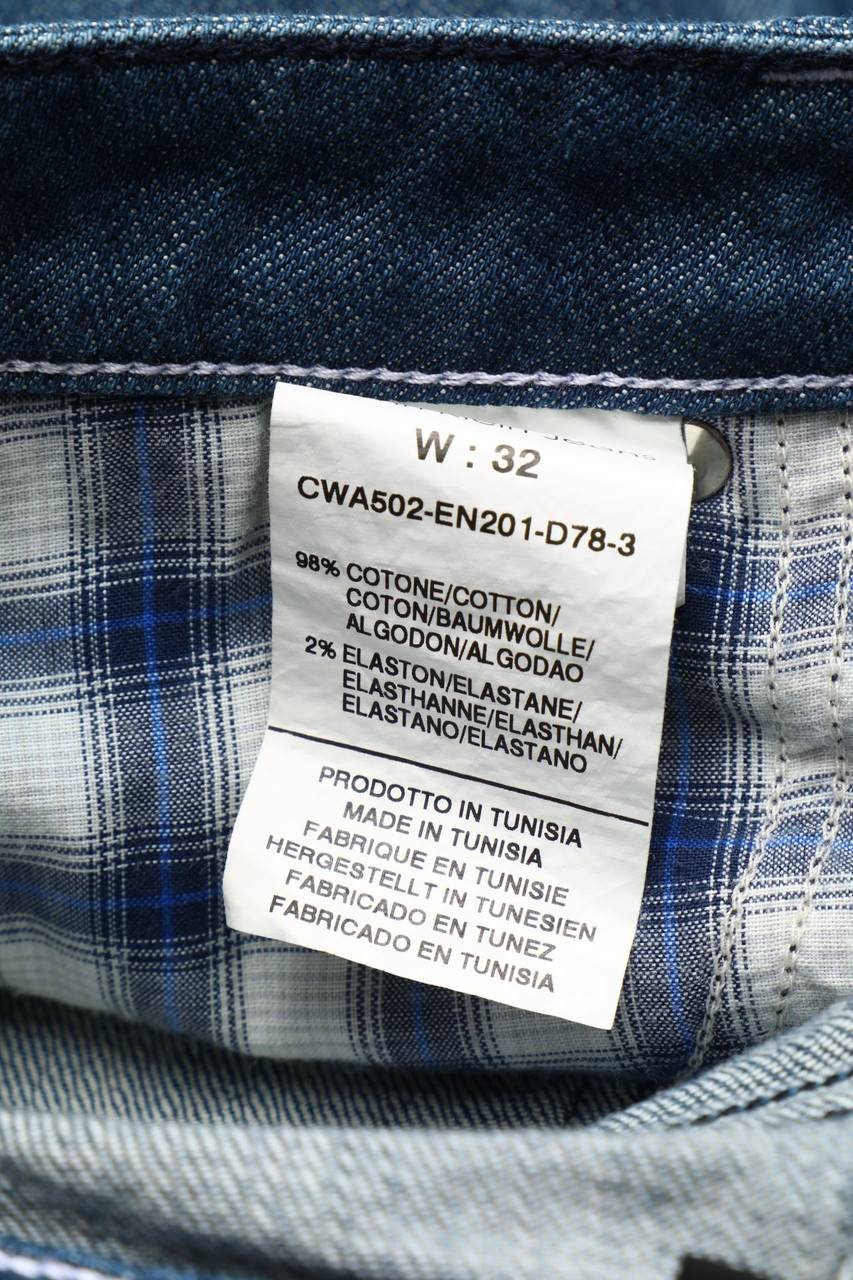 Jeans
W : 32
CWA502-EN201-D78-3
98% COTONE/COTTON/
COTON/BAUMWOLLE/
ALGODON/ALGODAO
2% ELASTON/ELASTANE/
ELASTHANNE/ELASTHAN/
ELASTANO/ELASTANO
PRODOTTO IN TUNISIA
MADE IN TUNISIA
FABRIQUE EN TUNISIE
HERGESTELLT IN TUNESIEN
FABRICADO EN TUNEZ
FABRICADO EN TUNISIA